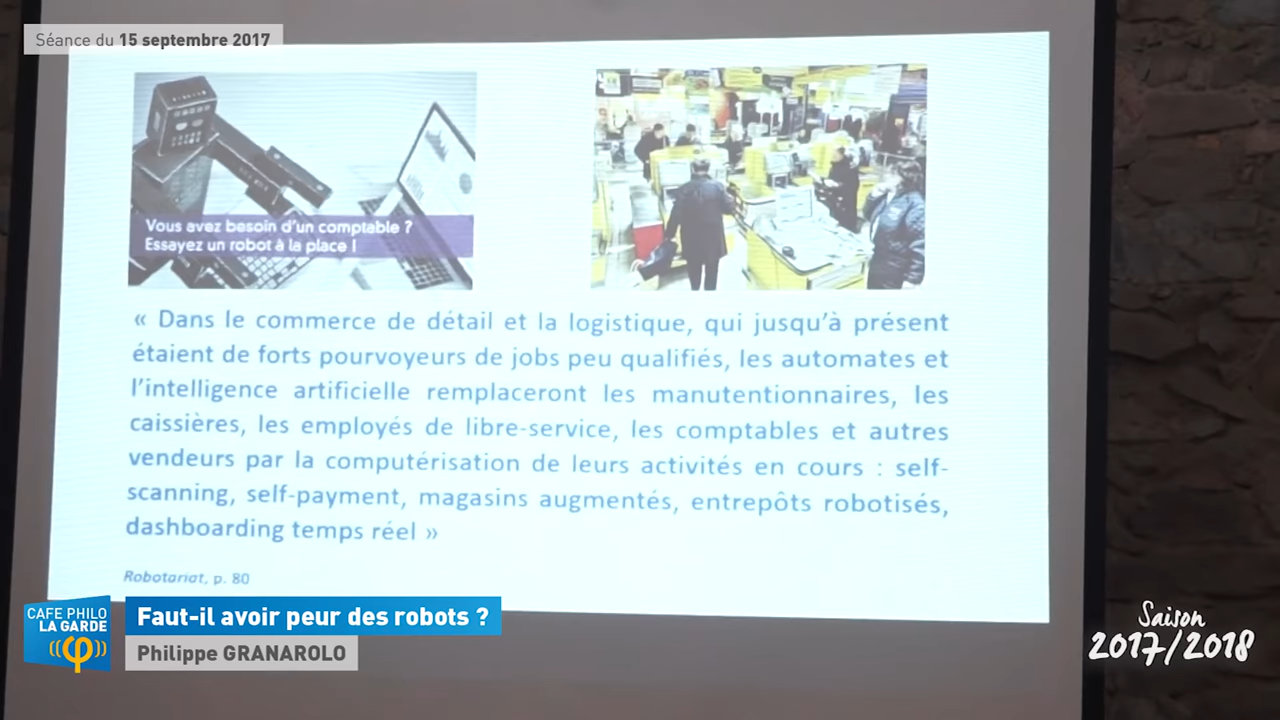 Séance du 15 septembre 2017
Vous avez besoin d'un comptable ?
Essayez un robot à la place !
« Dans le commerce de détail et la logistique, qui jusqu'à présent
étaient de forts pourvoyeurs de jobs peu qualifiés, les automates et
l'intelligence artificielle remplaceront les manutentionnaires, les
caissières, les employés de libre-service, les comptables et autres
vendeurs par la computérisation de leurs activités en cours : self-
scanning, self-payment, magasins augmentés, entrepôts robotisés,
dashboarding temps réel »
Robotariat, p. 80
CAFE PHILO
LA GARDE
((φ))
Faut-il avoir peur des robots ?
Philippe GRANAROLO
Saison
2017/2018